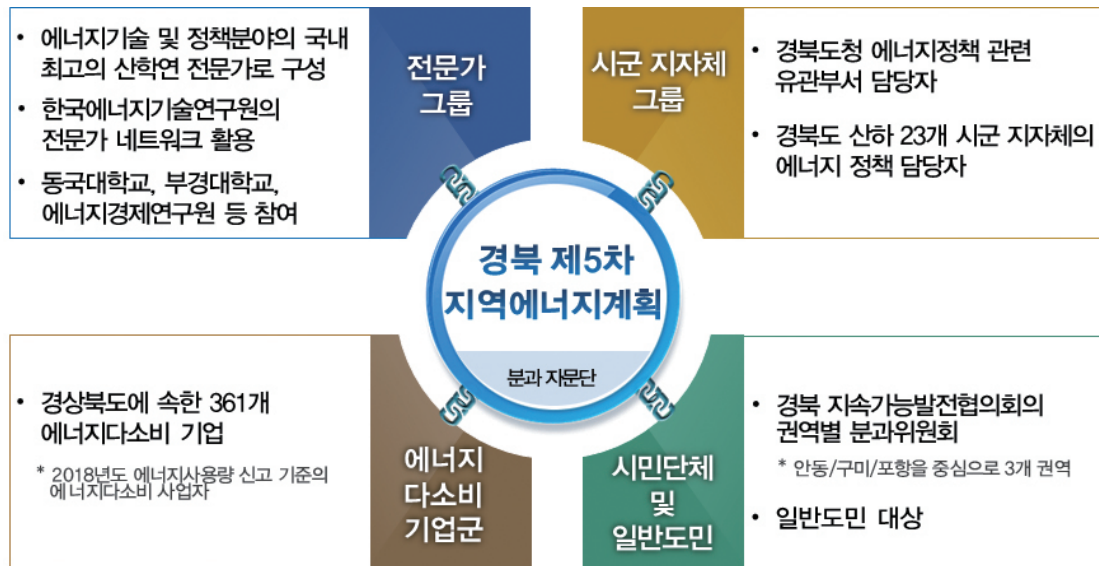 • 에너지기술 및 정책분야의 국내
최고의 산학연 전문가로 구성
• 한국에너지기술연구원의
전문가 네트워크 활용
• 동국대학교, 부경대학교,
에너지경제연구원 등 참여
전문가
그룹
시군 지자체
그룹
• 경북도청 에너지정책 관련
유관부서 담당자
• 경북도 산하 23개 시군 지자체의
에너지 정책 담당자
경북 제5차
지역에너지계획
분과 자문단
• 경상북도에 속한 361개
에너지다소비 기업
* 2018년도 에너지사용량 신고 기준의
에너지다소비 사업자
에너지
다소비
기업군
시민단체
및
일반도민
• 경북 지속가능발전협의회의
권역별 분과위원회
* 안동/구미/포항을 중심으로 3개 권역
• 일반도민 대상